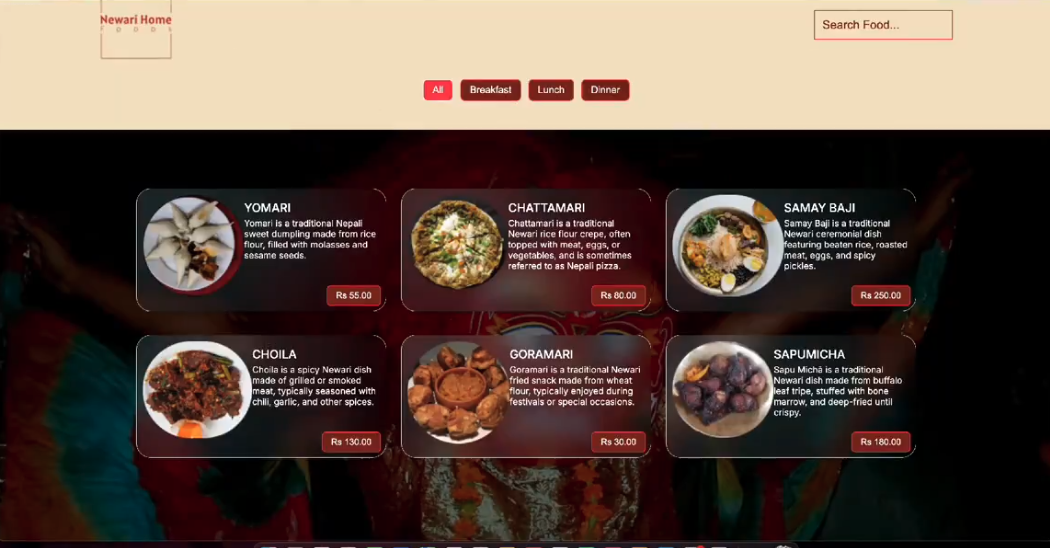 Newari Home
FOODS
Search Food...
All
Breakfast
Lunch
Dinner
YOMARI
Yomari is a traditional Nepali
sweet dumpling made from rice
flour, filled with molasses and
sesame seeds.
Rs 55.00
CHATTAMARI
Chattamari is a traditional
Newari rice flour crepe, often
topped with meat, eggs, or
vegetables, and is sometimes
referred to as Nepali pizza.
Rs 80.00
SAMAY BAJI
Samay Baji is a traditional
Newari ceremonial dish
featuring beaten rice, roasted
meat, eggs, and spicy
pickles.
Rs 250.00
CHOILA
Choila is a spicy Newari dish
made of grilled or smoked
meat, typically seasoned with
chili, garlic, and other spices.
Rs 130.00
GORAMARI
Goramari is a traditional Newari
fried snack made from wheat
flour, typically enjoyed during
festivals or special occasions.
Rs 30.00
SAPUMICHA
Sapu Michā is a traditional
Newari dish made from buffalo
leaf tripe, stuffed with bone
marrow, and deep-fried until
crispy.
Rs 180.00